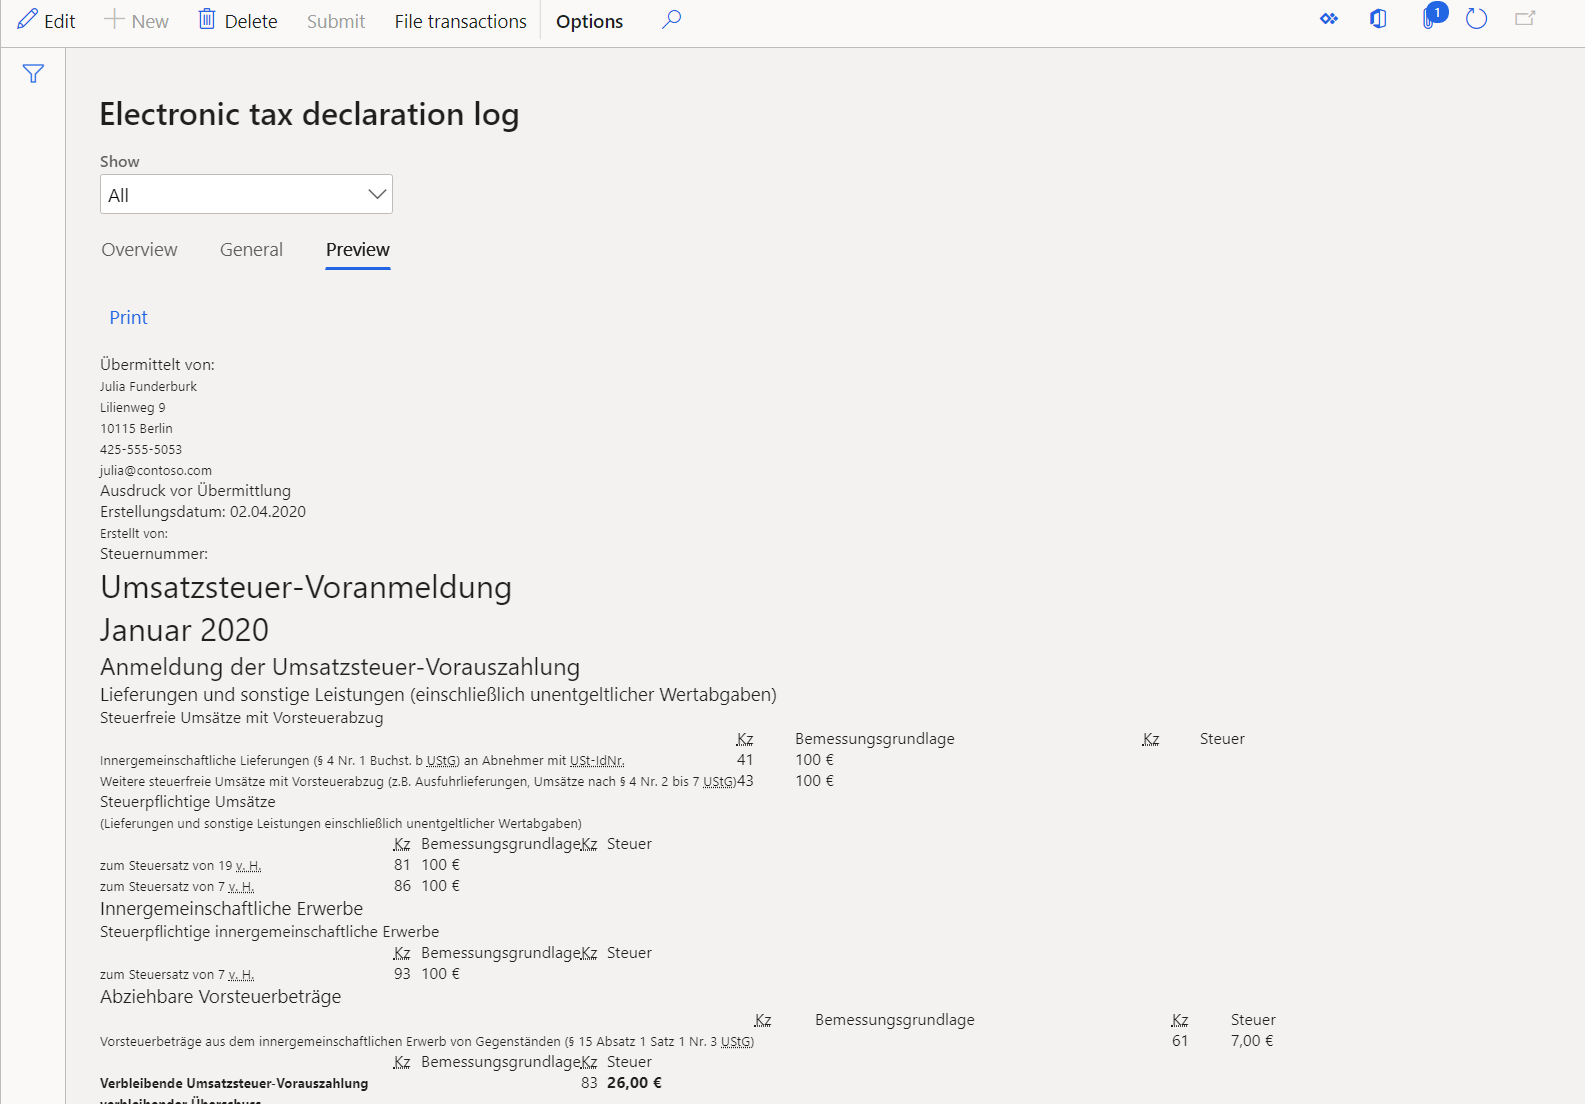 Edit New Delete Submit File transactions Options 1
Electronic tax declaration log
Show
All
Overview General Preview
Print
Übermittelt von:
Julia Funderburk
Lilienweg 9
10115 Berlin
425-555-5053
julia@contoso.com
Ausdruck vor Übermittlung
Erstellungsdatum: 02.04.2020
Erstellt von:
Steuernummer:
Umsatzsteuer-Voranmeldung
Januar 2020
Anmeldung der Umsatzsteuer-Vorauszahlung
Lieferungen und sonstige Leistungen (einschließlich unentgeltlicher Wertabgaben)
Steuerfreie Umsätze mit Vorsteuerabzug
Kz Bemessungsgrundlage Kz Steuer
Innergemeinschaftliche Lieferungen (§ 4 Nr. 1 Buchst. b UStG) an Abnehmer mit USt-IdNr. 41 100 €
Weitere steuerfreie Umsätze mit Vorsteuerabzug (z.B. Ausfuhrlieferungen, Umsätze nach § 4 Nr. 2 bis 7 UStG) 43 100 €
Steuerpflichtige Umsätze
(Lieferungen und sonstige Leistungen einschließlich unentgeltlicher Wertabgaben)
Kz Bemessungsgrundlage Kz Steuer
zum Steuersatz von 19 v. H. 81 100 €
zum Steuersatz von 7 v. H. 86 100 €
Innergemeinschaftliche Erwerbe
Steuerpflichtige innergemeinschaftliche Erwerbe
Kz Bemessungsgrundlage Kz Steuer
zum Steuersatz von 7 v. H. 93 100 €
Abziehbare Vorsteuerbeträge
Kz Bemessungsgrundlage Kz Steuer
Vorsteuerbeträge aus dem innergemeinschaftlichen Erwerb von Gegenständen (§ 15 Absatz 1 Satz 1 Nr. 3 UStG) 61 7,00 €
Kz Bemessungsgrundlage Kz Steuer
Verbleibende Umsatzsteuer-Vorauszahlung 83 26,00 €
verbleibender Überschuss